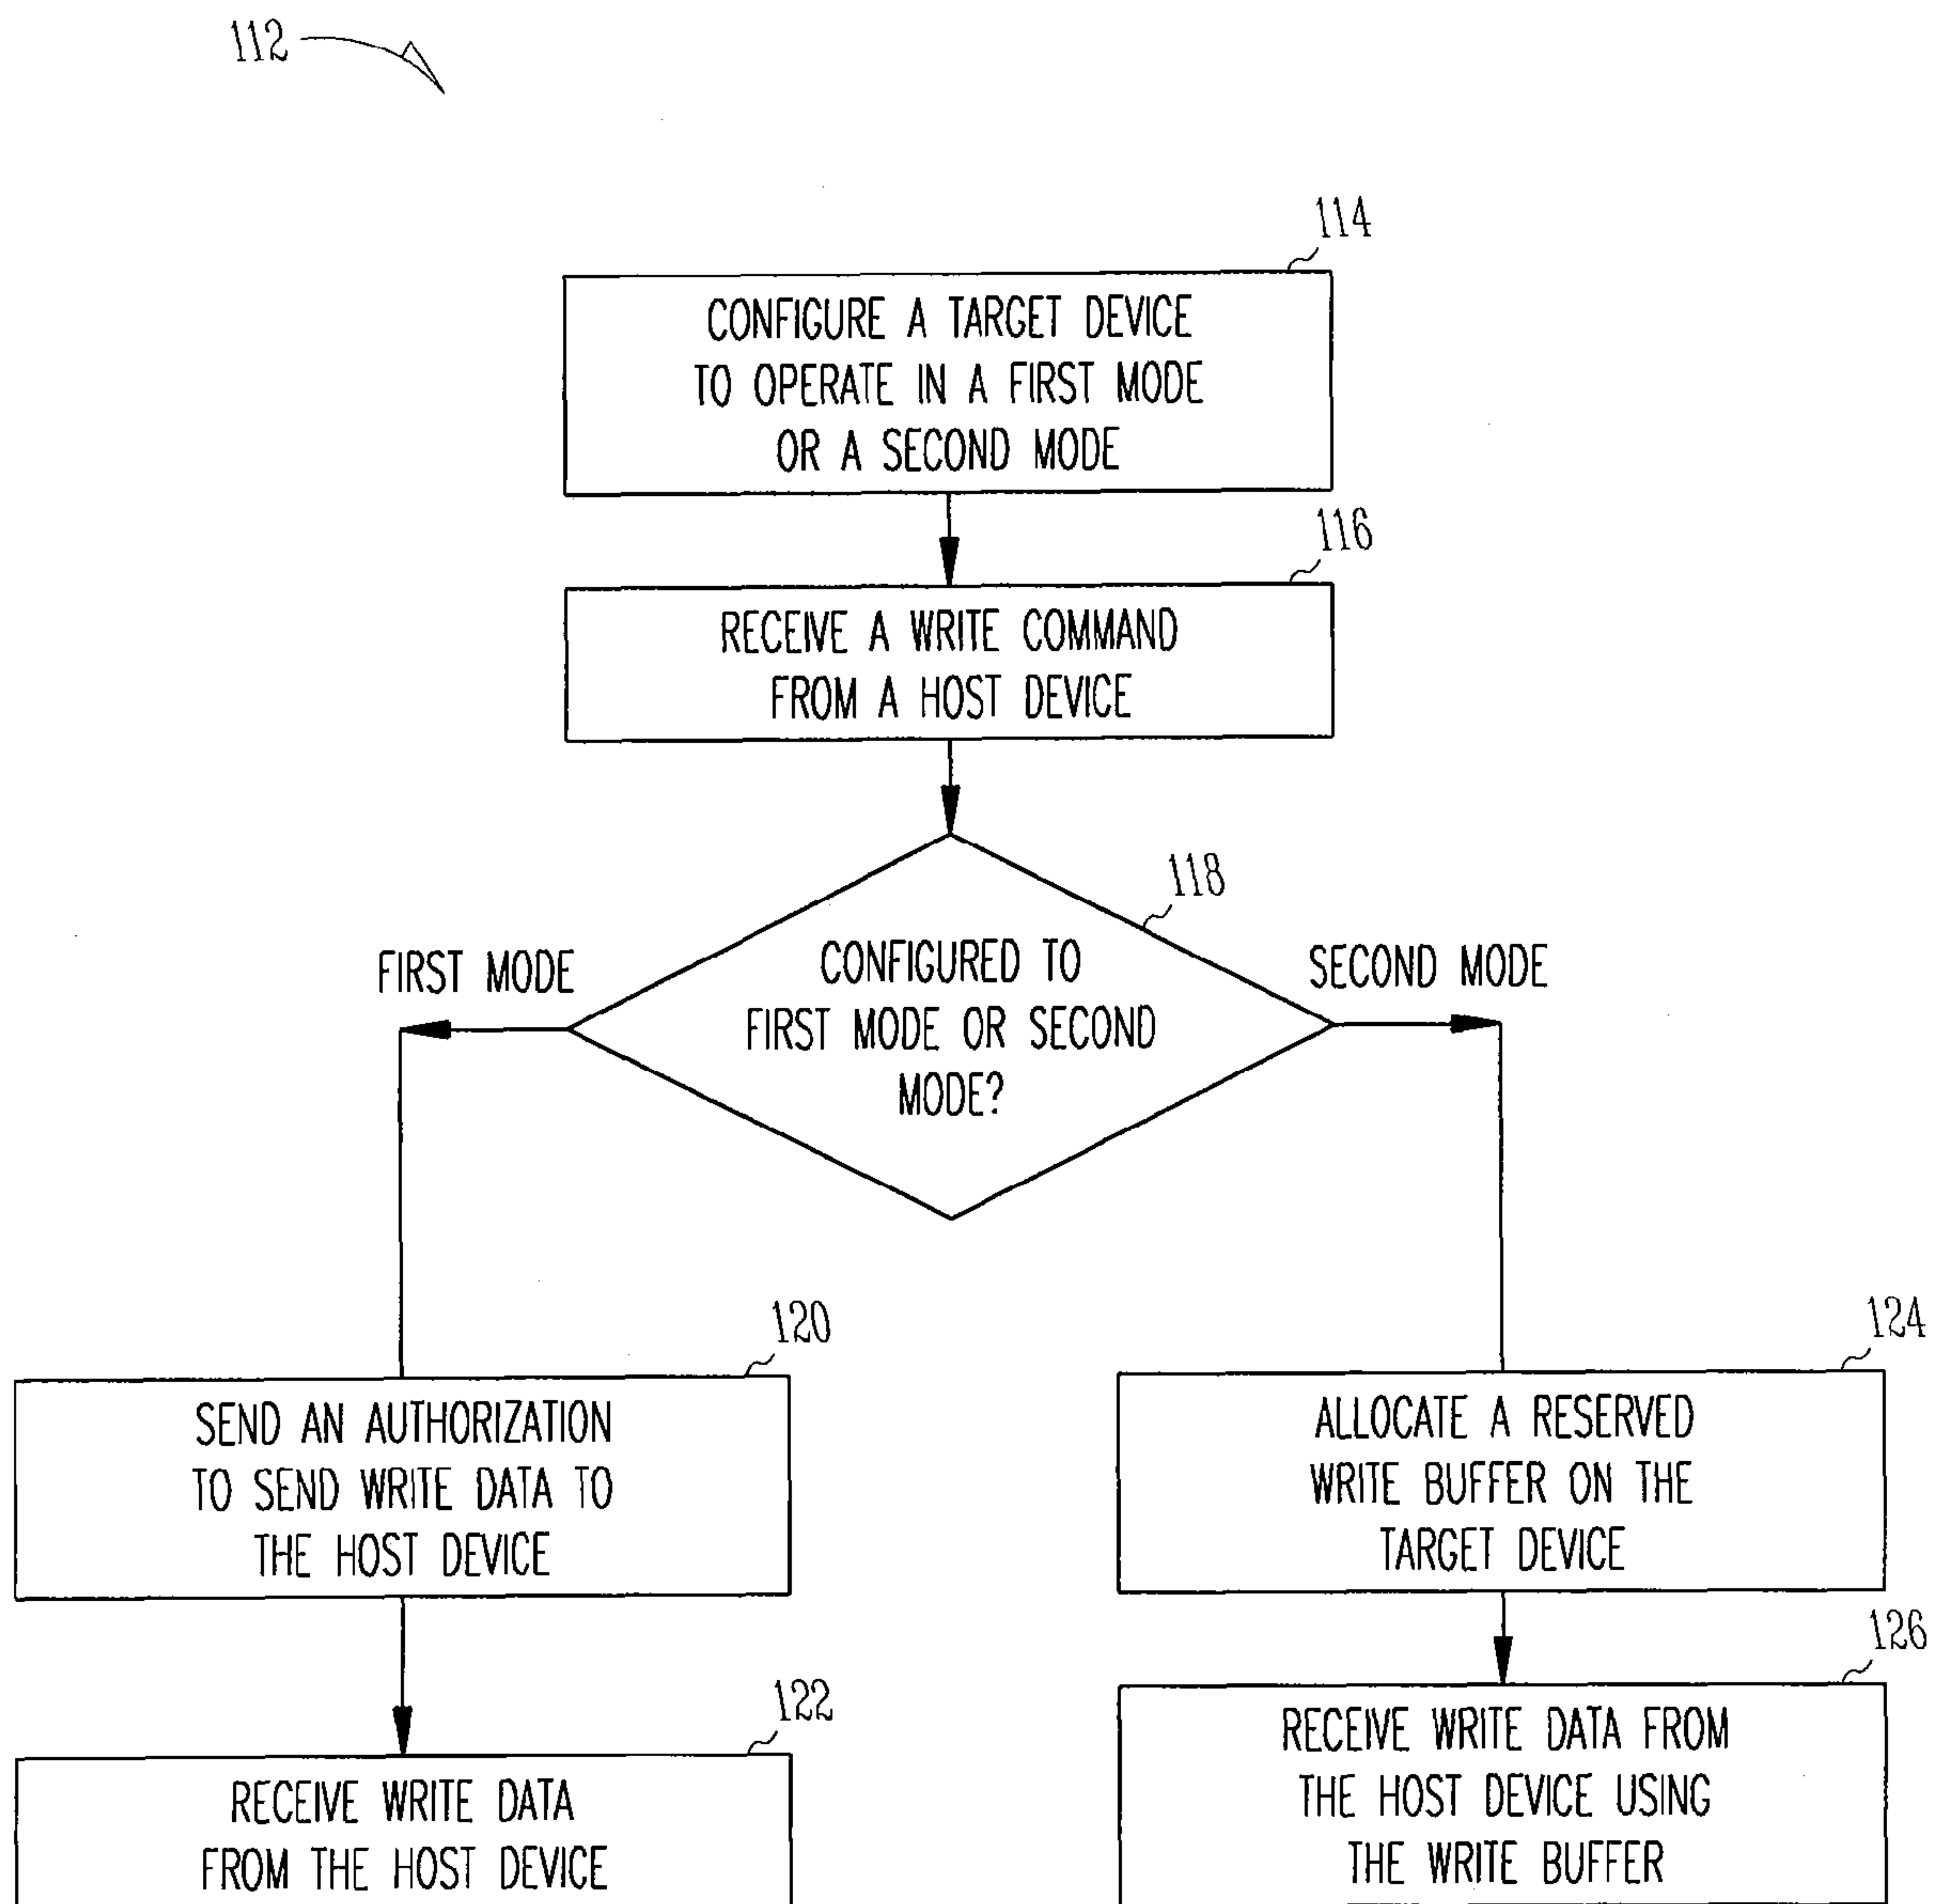 112
114
CONFIGURE A TARGET DEVICE
TO OPERATE IN A FIRST MODE
OR A SECOND MODE
116
RECEIVE A WRITE COMMAND
FROM A HOST DEVICE
118
CONFIGURED TO
FIRST MODE OR SECOND
MODE?
FIRST MODE
SECOND MODE
120
SEND AN AUTHORIZATION
TO SEND WRITE DATA TO
THE HOST DEVICE
122
RECEIVE WRITE DATA
FROM THE HOST DEVICE
124
ALLOCATE A RESERVED
WRITE BUFFER ON THE
TARGET DEVICE
126
RECEIVE WRITE DATA FROM
THE HOST DEVICE USING
THE WRITE BUFFER